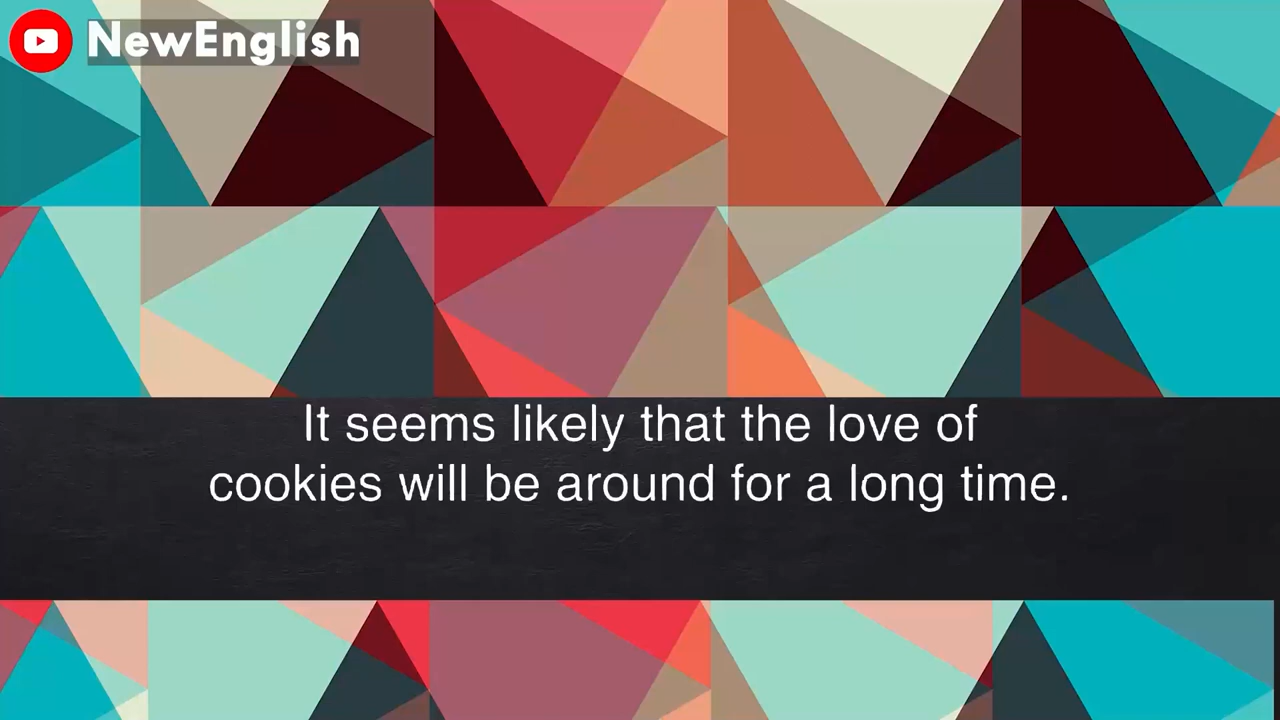 NewEnglish
It seems likely that the love of
cookies will be around for a long time.